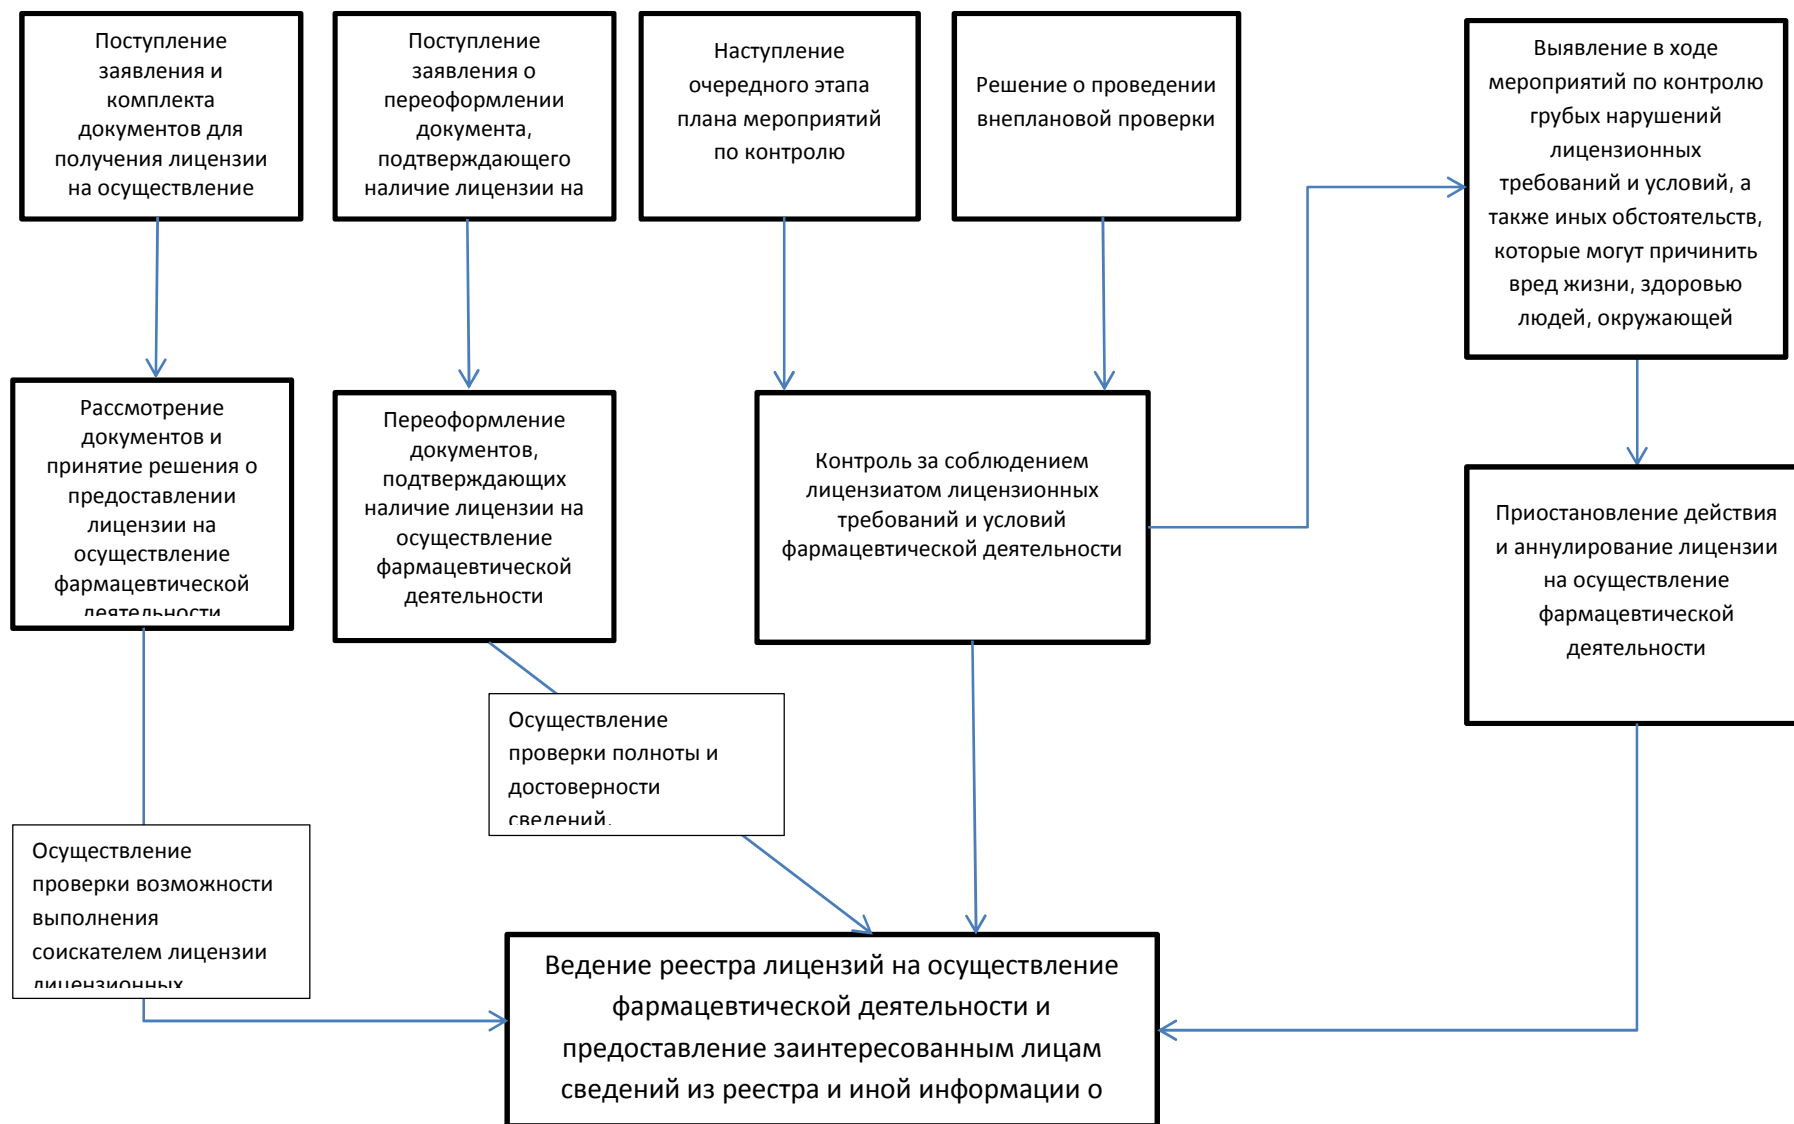 Поступление
заявления и
комплекта
документов для
получения лицензии
на осуществление
Поступление
заявления о
переоформлении
документа,
подтверждающего
наличие лицензии на
Наступление
очередного этапа
плана мероприятий
по контролю
Решение о проведении
внеплановой проверки
Выявление в ходе
мероприятий по контролю
грубых нарушений
лицензионных
требований и условий, а
также иных обстоятельств,
которые могут причинить
вред жизни, здоровью
людей, окружающей
Рассмотрение
документов и
принятие решения о
предоставлении
лицензии на
осуществление
фармацевтической
деятельности
Переоформление
документов,
подтверждающих
наличие лицензии на
осуществление
фармацевтической
деятельности
Контроль за соблюдением
лицензиатом лицензионных
требований и условий
фармацевтической деятельности
Приостановление действия
и аннулирование лицензии
на осуществление
фармацевтической
деятельности
Осуществление
проверки полноты и
достоверности
сведений.
Осуществление
проверки возможности
выполнения
соискателем лицензии
лицензионных
Ведение реестра лицензий на осуществление
фармацевтической деятельности и
предоставление заинтересованным лицам
сведений из реестра и иной информации о